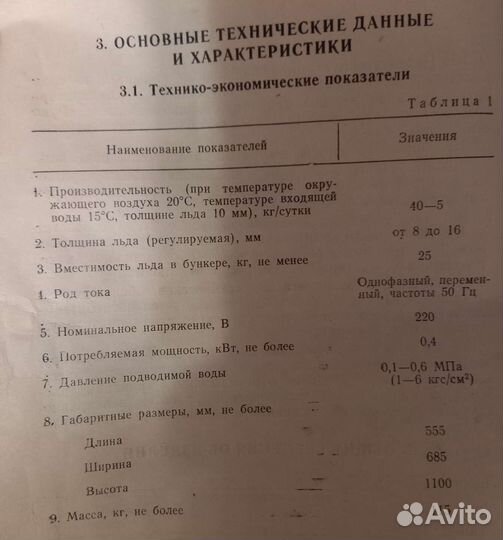 3. ОСНОВНЫЕ ТЕХНИЧЕСКИЕ ДАННЫЕ
И ХАРАКТЕРИСТИКИ
3.1. Технико-экономические показатели
Таблица 1
Наименование показателей Значения
1. Производительность (при температуре окру-
жающего воздуха 20°С, температуре входящей
воды 15°С, толщине льда 10 мм), кг/сутки 40—5
2. Толщина льда (регулируемая), мм от 8 до 16
3. Вместимость льда в бункере, кг, не менее 25
4. Род тока Однофазный, перемен-
ный, частоты 50 Гц
5. Номинальное напряжение, В 220
6. Потребляемая мощность, кВт, не более 0,4
7. Давление подводимой воды 0,1—0,6 МПа
(1—6 кгс/см²)
8. Габаритные размеры, мм, не более
Длина 555
Ширина 685
Высота 1100
9. Масса, кг, не более
Avito